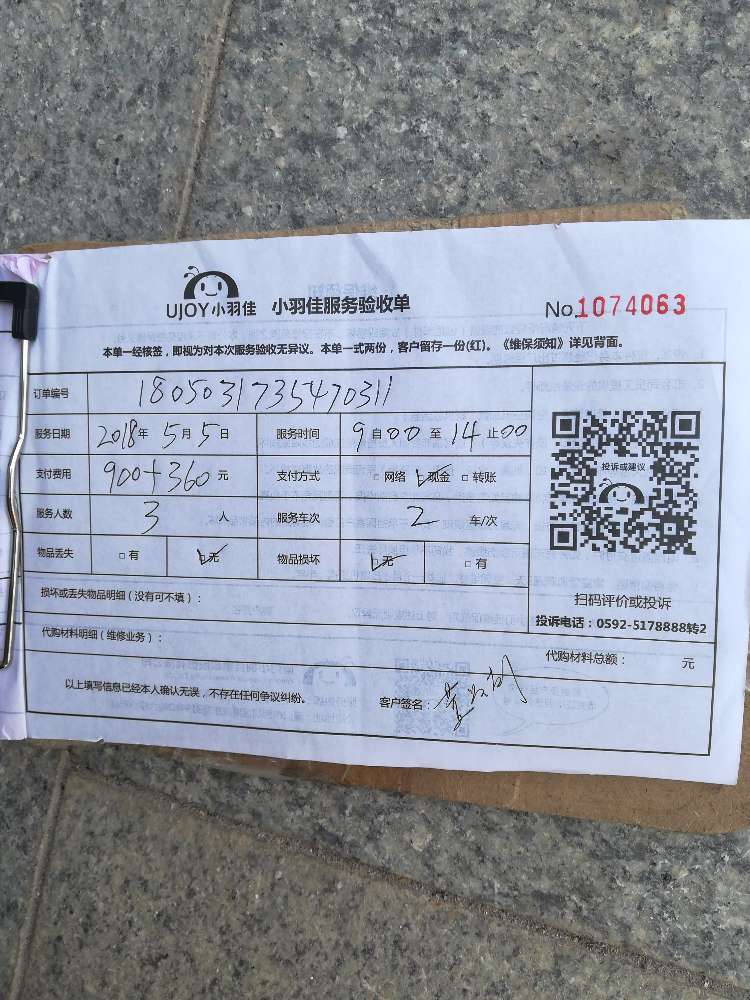 UJOY小羽佳 小羽佳服务验收单 No.1074063
本单一经核签，即视为对本次服务验收无异议。本单一式两份，客户留存一份(红)。《维保须知》详见背面。
订单编号 180503173547031​1
服务日期 2018年 5月 5日 服务时间 9自00至14止00
支付费用 900+360元 支付方式 □网络 ☑现金 □转账
服务人数 3 人 服务车次 2 车/次
物品丢失 □有 ☑无 物品损坏 ☑无 □有
投诉或建议
扫码评价或投诉
投诉电话：0592-5178888转2
损坏或丢失物品明细（没有可不填）：
代购材料明细（维修业务）： 代购材料总额： 元
以上填写信息已经本人确认无误，不存在任何争议纠纷。 客户签名：